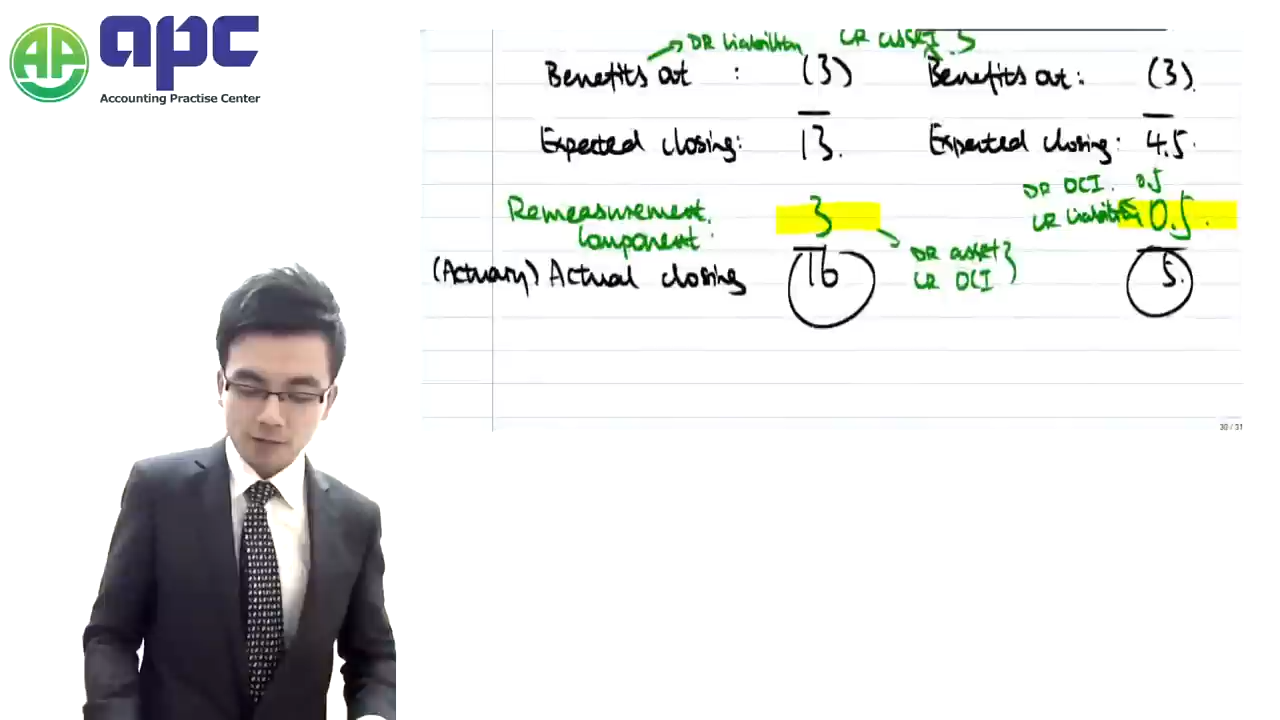 AP
apc
Accounting Practise Center
DR liability CR asset 3
Benefits out : (3) Benefits out: (3).
Expected closing: 13. Expected closing: 4.5.
DR OCI. 0.5
Remeasurement 3 CR liability 0.5.
component: DR asset 3
(Actuary) Actual closing 16 CR OCI 5.
30 / 31